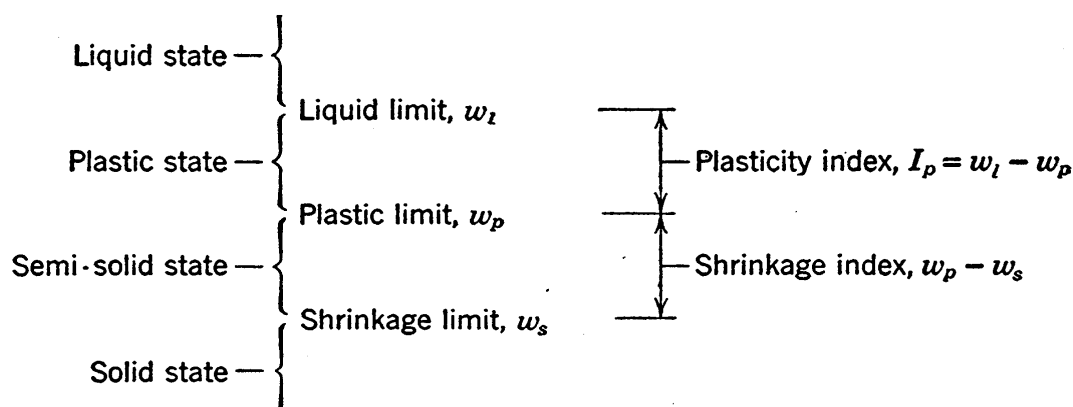 Liquid state
Liquid limit, w_l
Plastic state
Plasticity index, I_p = w_l − w_p
Plastic limit, w_p
Semi-solid state
Shrinkage index, w_p − w_s
Shrinkage limit, w_s
Solid state